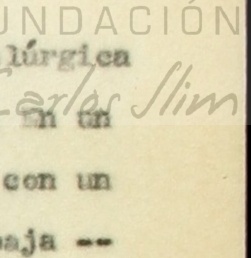 UNDACIÓN
lúrgica
Carlos Slim
En un
con un
baja --